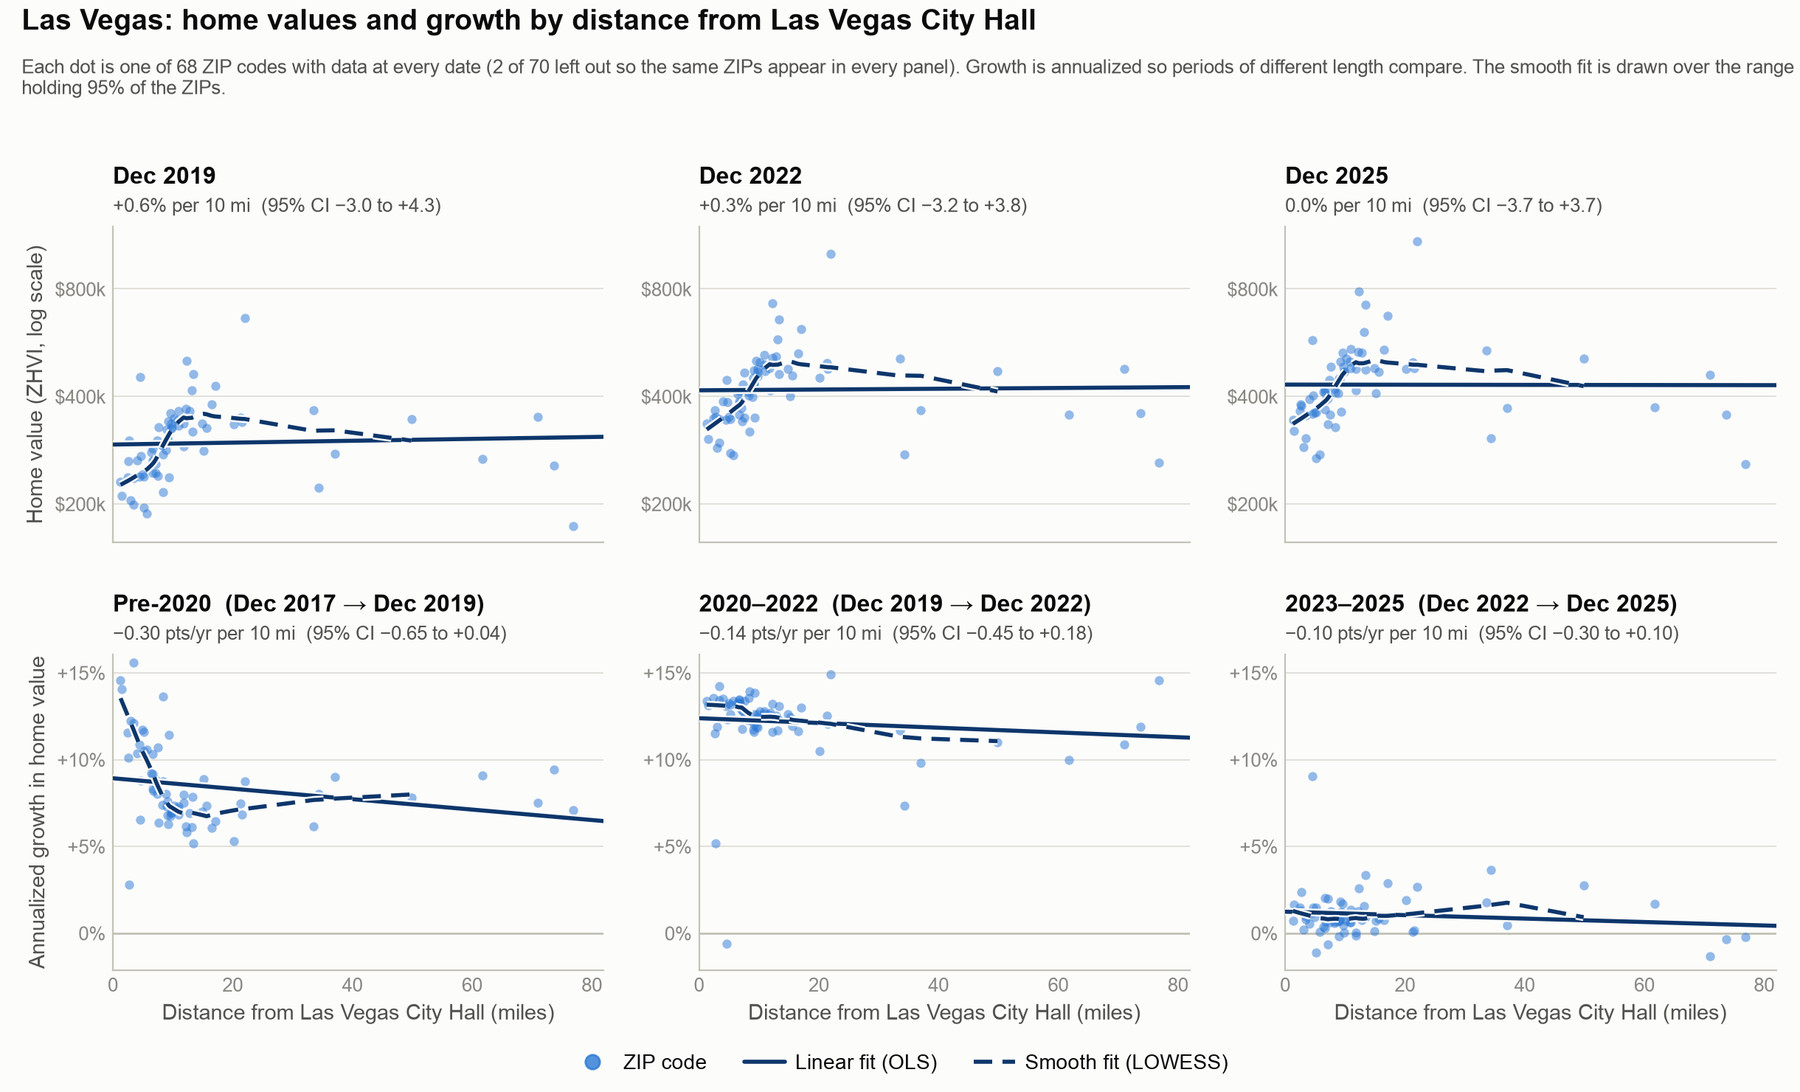 Las Vegas: home values and growth by distance from Las Vegas City Hall
Each dot is one of 68 ZIP codes with data at every date (2 of 70 left out so the same ZIPs appear in every panel). Growth is annualized so periods of different length compare. The smooth fit is drawn over the range
holding 95% of the ZIPs.
Dec 2019
+0.6% per 10 mi (95% CI −3.0 to +4.3)
Dec 2022
+0.3% per 10 mi (95% CI −3.2 to +3.8)
Dec 2025
0.0% per 10 mi (95% CI −3.7 to +3.7)
Home value (ZHVI, log scale)
$800k
$400k
$200k
$800k
$400k
$200k
$800k
$400k
$200k
Pre-2020 (Dec 2017 → Dec 2019)
−0.30 pts/yr per 10 mi (95% CI −0.65 to +0.04)
2020–2022 (Dec 2019 → Dec 2022)
−0.14 pts/yr per 10 mi (95% CI −0.45 to +0.18)
2023–2025 (Dec 2022 → Dec 2025)
−0.10 pts/yr per 10 mi (95% CI −0.30 to +0.10)
Annualized growth in home value
+15%
+10%
+5%
0%
+15%
+10%
+5%
0%
+15%
+10%
+5%
0%
0 20 40 60 80
0 20 40 60 80
0 20 40 60 80
Distance from Las Vegas City Hall (miles)
Distance from Las Vegas City Hall (miles)
Distance from Las Vegas City Hall (miles)
ZIP code
Linear fit (OLS)
Smooth fit (LOWESS)